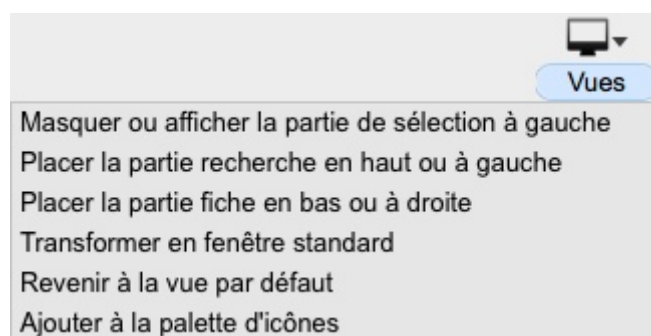 Vues
Masquer ou afficher la partie de sélection à gauche
Placer la partie recherche en haut ou à gauche
Placer la partie fiche en bas ou à droite
Transformer en fenêtre standard
Revenir à la vue par défaut
Ajouter à la palette d'icônes